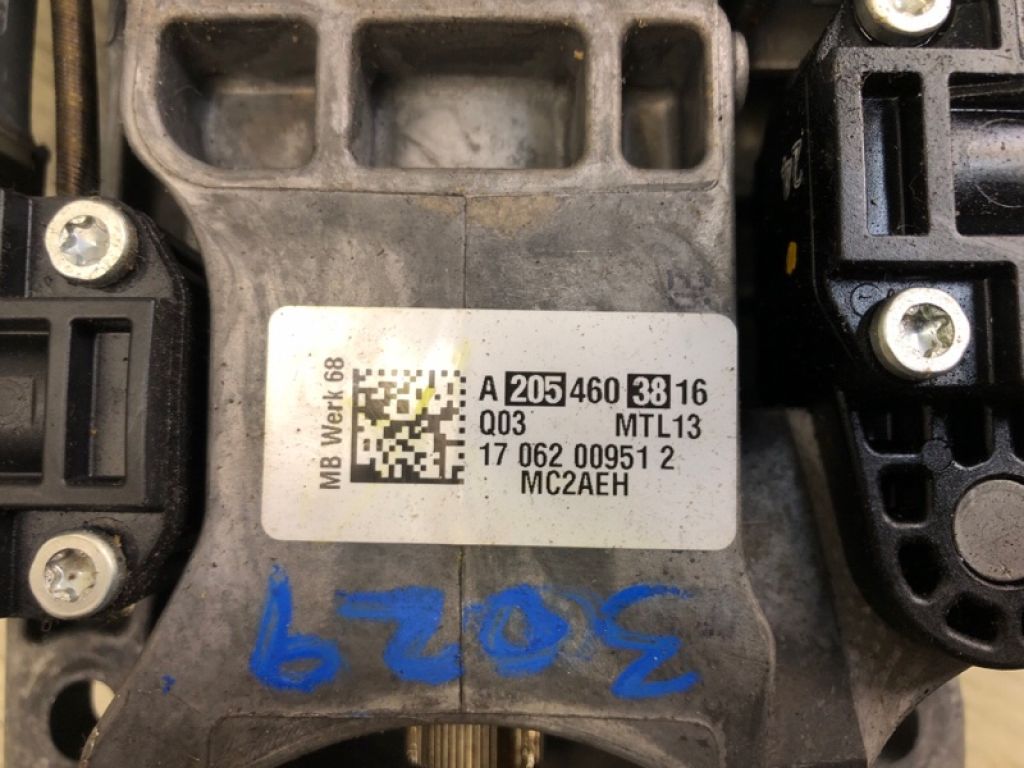 MB Werk 68
A 205 460 38 16
Q03 MTL13
17 062 00951 2
MC2AEH
3029